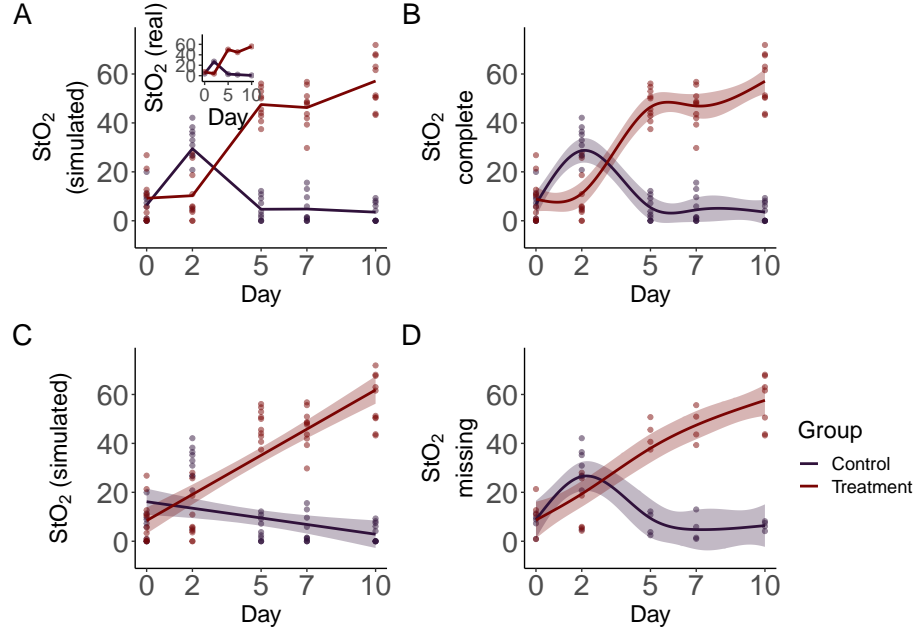 A
StO₂ (simulated)
0
20
40
60
0
2
5
7
10
Day
StO₂ (real)
0
20
40
60
0
5
10
Day
B
StO₂ complete
0
20
40
60
0
2
5
7
10
Day
C
StO₂ (simulated)
0
20
40
60
0
2
5
7
10
Day
D
StO₂ missing
0
20
40
60
0
2
5
7
10
Day
Group
Control
Treatment